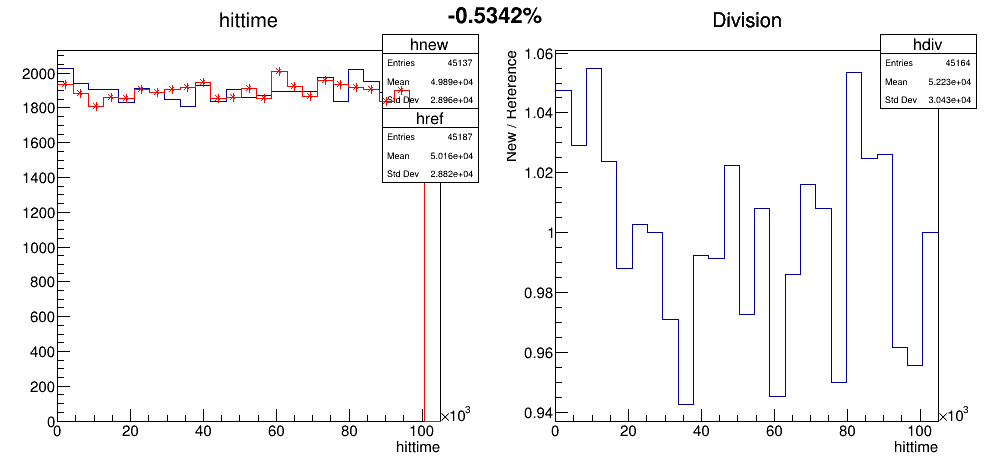 -0.5342%
hittime
hnew
Entries 45137
Mean 4.989e+04
Std Dev 2.896e+04
href
Entries 45187
Mean 5.016e+04
Std Dev 2.882e+04
2000
1800
1600
1400
1200
1000
800
600
400
200
0
0 20 40 60 80 100 ×10³
hittime
Division
hdiv
Entries 45164
Mean 5.223e+04
Std Dev 3.043e+04
New / Reference
1.06
1.04
1.02
1
0.98
0.96
0.94
0 20 40 60 80 100 ×10³
hittime